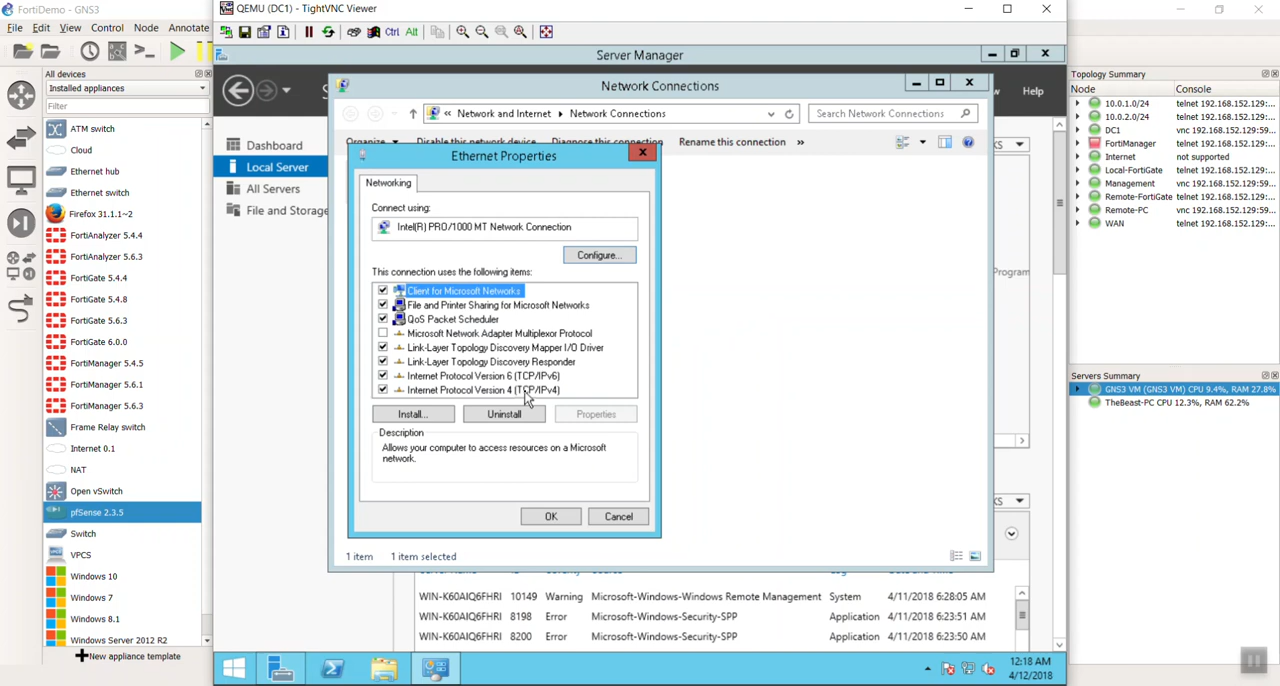 FortiDemo - GNS3
File Edit View Control Node Annotate
All devices
Installed appliances
Filter
ATM switch
Cloud
Ethernet hub
Ethernet switch
Firefox 31.1.1~2
FortiAnalyzer 5.4.4
FortiAnalyzer 5.6.3
FortiGate 5.4.4
FortiGate 5.4.8
FortiGate 5.6.3
FortiGate 6.0.0
FortiManager 5.4.5
FortiManager 5.6.1
FortiManager 5.6.3
Frame Relay switch
Internet 0.1
NAT
Open vSwitch
pfSense 2.3.5
Switch
VPCS
Windows 10
Windows 7
Windows 8.1
Windows Server 2012 R2
New appliance template
QEMU (DC1) - TightVNC Viewer
Ctrl Alt
Server Manager
Help
Dashboard
Local Server
All Servers
File and Storage
Network Connections
« Network and Internet Network Connections
Search Network Connections
Organize Disable this network device Diagnose this connection Rename this connection »
Ethernet Properties
Networking
Connect using:
Intel(R) PRO/1000 MT Network Connection
Configure...
This connection uses the following items:
Client for Microsoft Networks
File and Printer Sharing for Microsoft Networks
QoS Packet Scheduler
Microsoft Network Adapter Multiplexor Protocol
Link-Layer Topology Discovery Mapper I/O Driver
Link-Layer Topology Discovery Responder
Internet Protocol Version 6 (TCP/IPv6)
Internet Protocol Version 4 (TCP/IPv4)
Install... Uninstall Properties
Description
Allows your computer to access resources on a Microsoft
network.
OK Cancel
1 item 1 item selected
KS
Program
KS
WIN-K60AIQ6FHRI 10149 Warning Microsoft-Windows-Windows Remote Management System 4/11/2018 6:28:05 AM
WIN-K60AIQ6FHRI 8198 Error Microsoft-Windows-Security-SPP Application 4/11/2018 6:23:51 AM
WIN-K60AIQ6FHRI 8200 Error Microsoft-Windows-Security-SPP Application 4/11/2018 6:23:50 AM
12:18 AM
4/12/2018
Topology Summary
Node Console
10.0.1.0/24 telnet 192.168.152.129:...
10.0.2.0/24 telnet 192.168.152.129:...
DC1 vnc 192.168.152.129:59...
FortiManager telnet 192.168.152.129:...
Internet not supported
Local-FortiGate telnet 192.168.152.129:...
Management vnc 192.168.152.129:59...
Remote-FortiGate telnet 192.168.152.129:...
Remote-PC vnc 192.168.152.129:59...
WAN telnet 192.168.152.129:...
Servers Summary
GNS3 VM (GNS3 VM) CPU 9.4%, RAM 27.8%
TheBeast-PC CPU 12.3%, RAM 62.2%